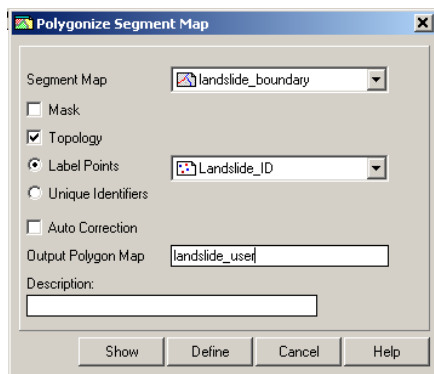 Polygonize Segment Map
Segment Map landslide_boundary
Mask
Topology
Label Points Landslide_ID
Unique Identifiers
Auto Correction
Output Polygon Map landslide_user
Description:
Show Define Cancel Help